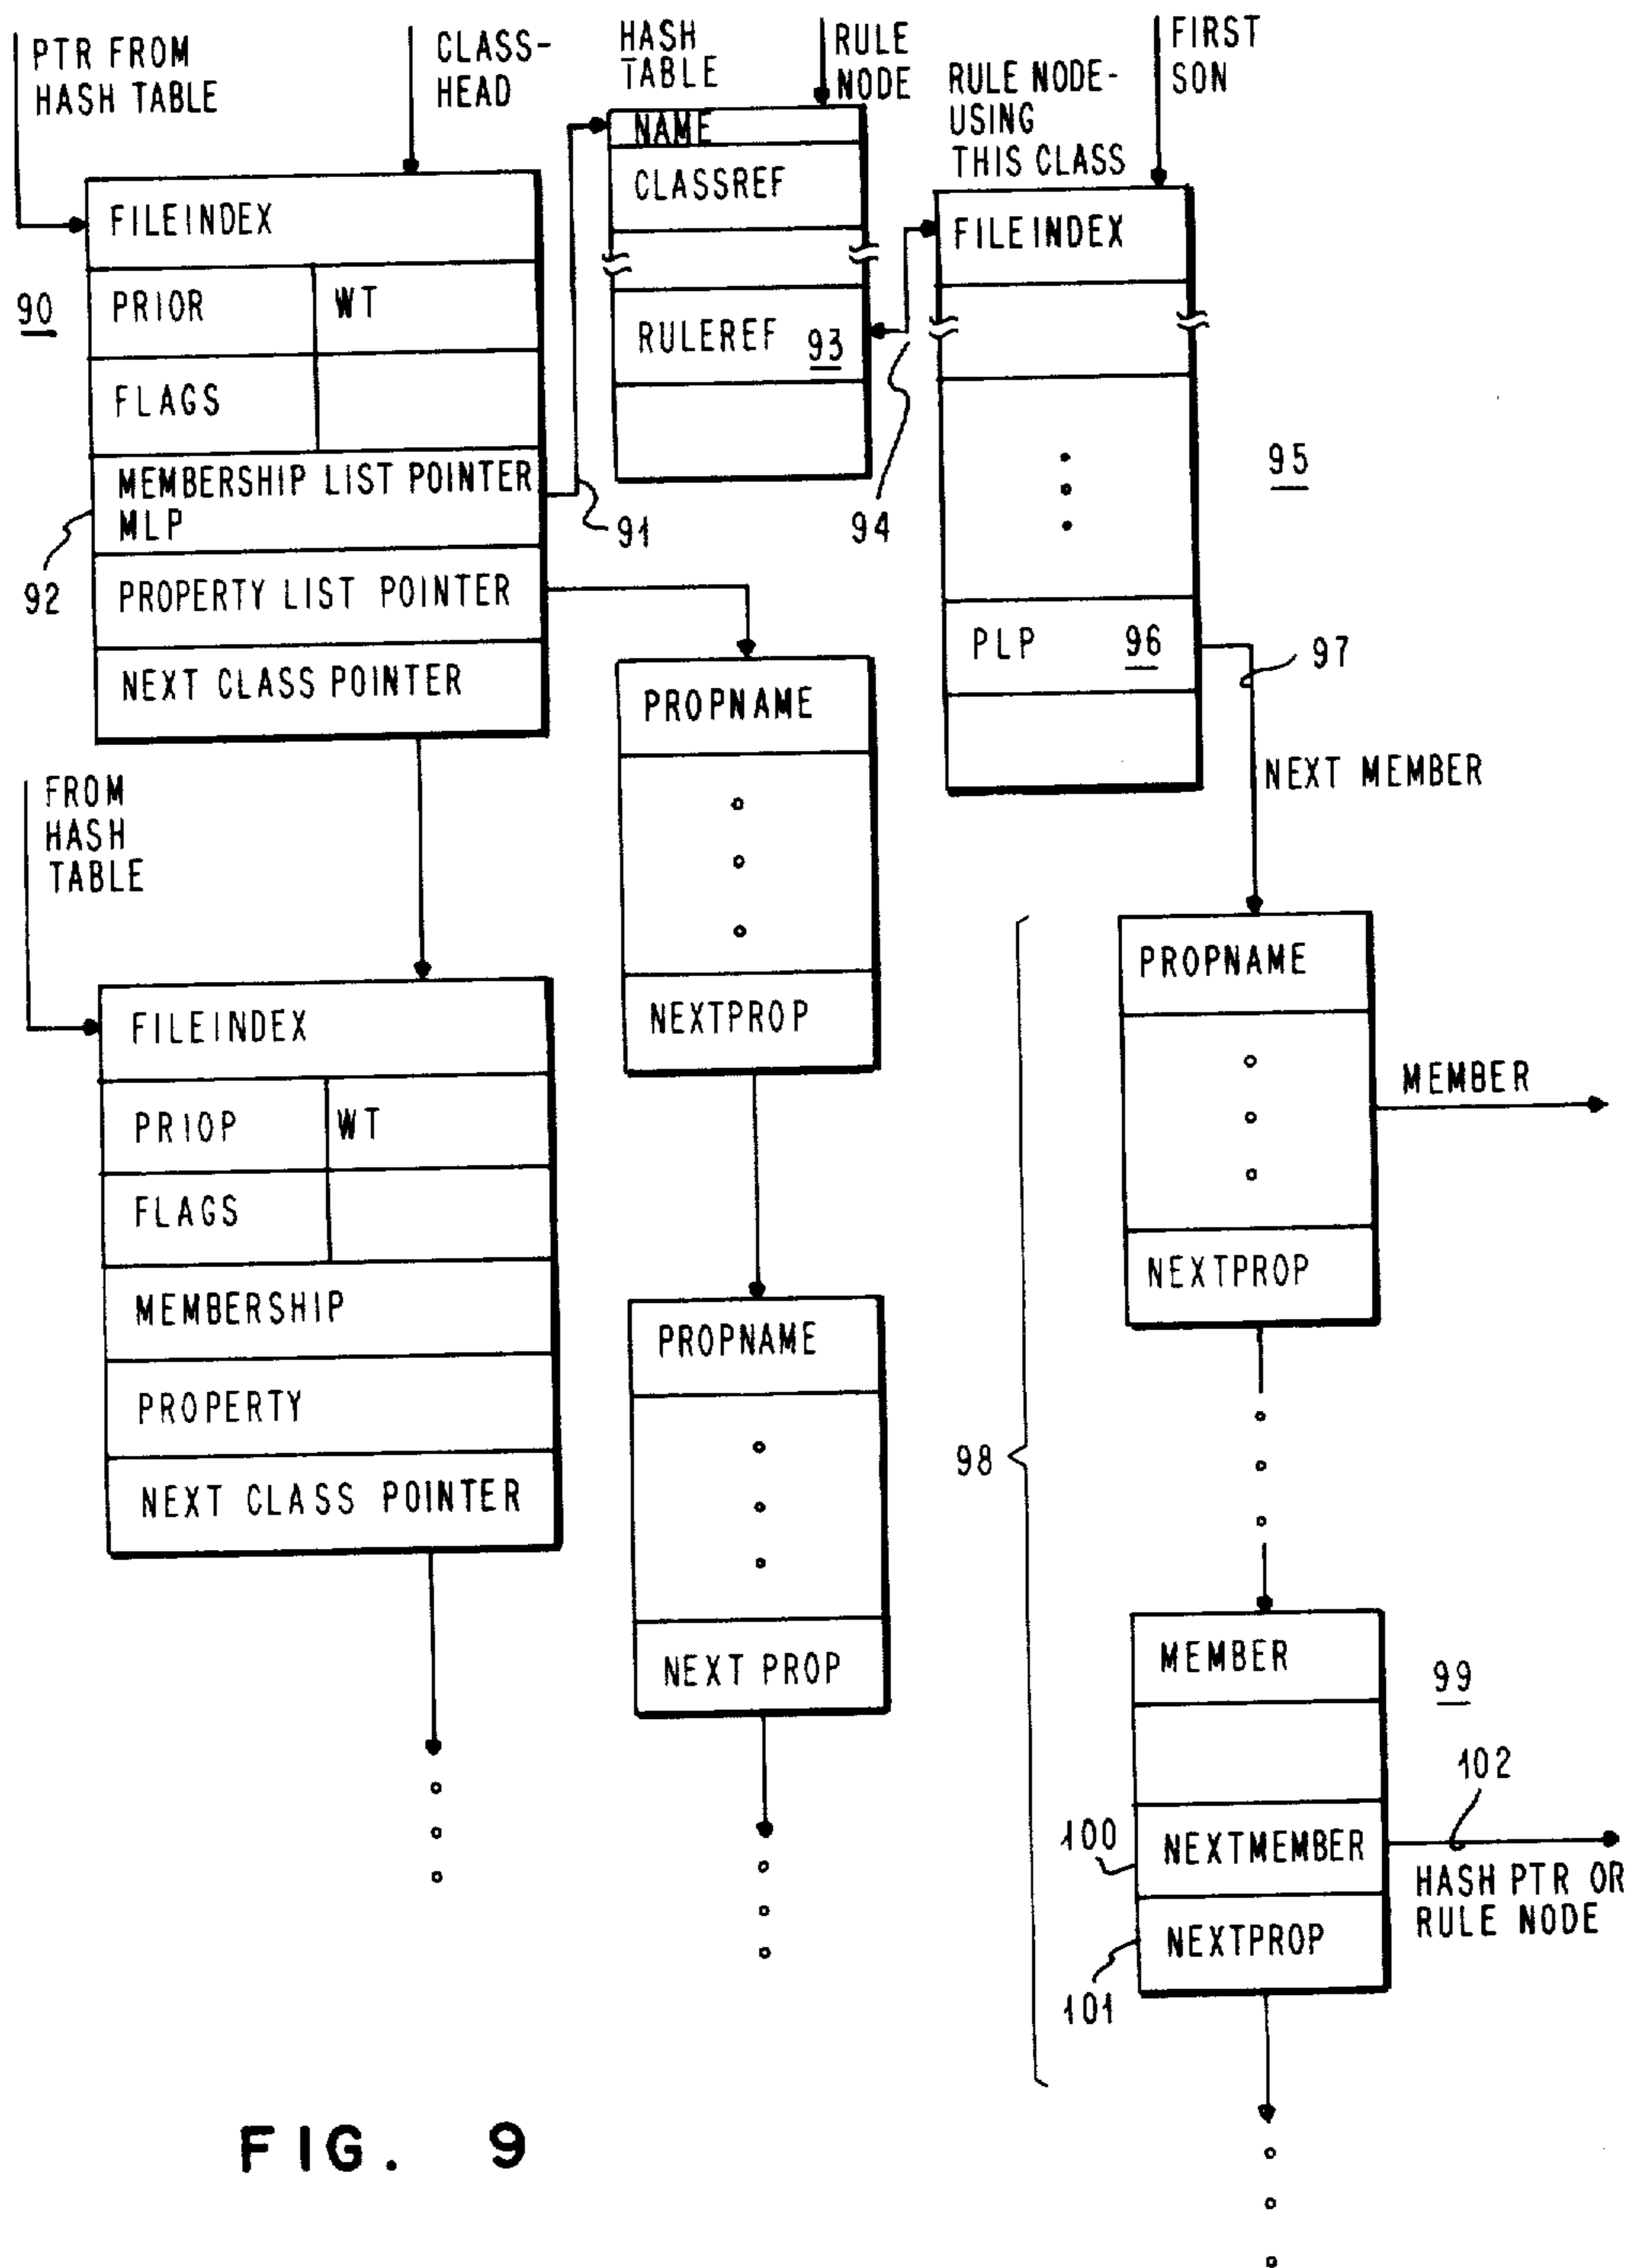 PTR FROM
HASH TABLE
CLASS-
HEAD
HASH
TABLE
RULE
NODE
RULE NODE-
USING
THIS CLASS
FIRST
SON
90
FILEINDEX
PRIOR WT
FLAGS
MEMBERSHIP LIST POINTER
MLP
PROPERTY LIST POINTER
NEXT CLASS POINTER
92
91
NAME
CLASSREF
RULEREF 93
94
FILEINDEX
95
PLP 96
97
NEXT MEMBER
PROPNAME
NEXTPROP
FROM
HASH
TABLE
FILEINDEX
PRIOP WT
FLAGS
MEMBERSHIP
PROPERTY
NEXT CLASS POINTER
PROPNAME
NEXT PROP
98
PROPNAME
MEMBER
NEXTPROP
MEMBER
99
100
NEXTMEMBER
102
HASH PTR OR
RULE NODE
NEXTPROP
101
FIG. 9